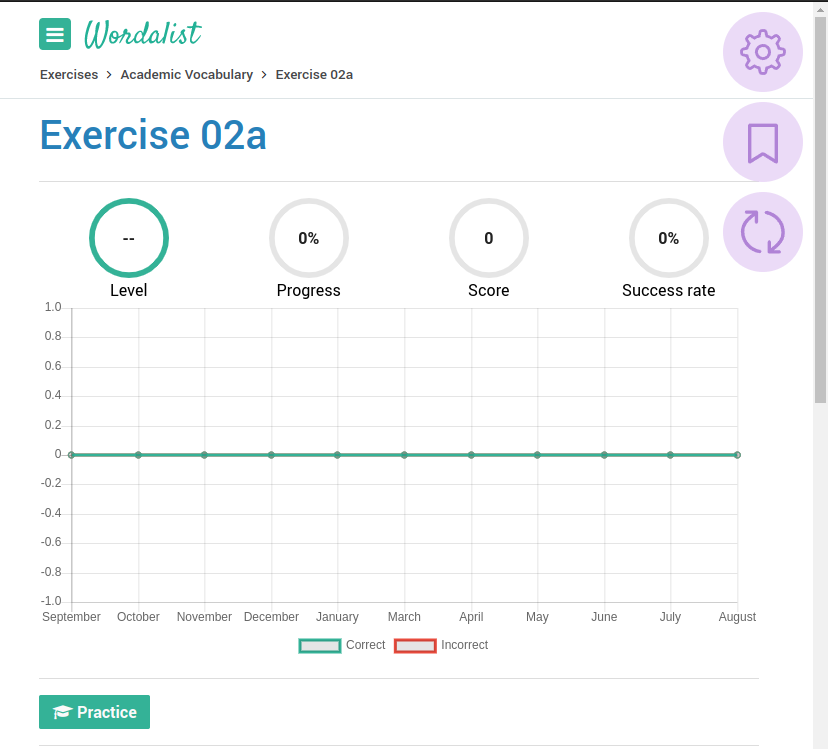 Wordalist
Exercises > Academic Vocabulary > Exercise 02a
Exercise 02a
-- 0% 0 0%
Level Progress Score Success rate
1.0
0.8
0.6
0.4
0.2
0
-0.2
-0.4
-0.6
-0.8
-1.0
September October November December January March April May June July August
Correct Incorrect
Practice